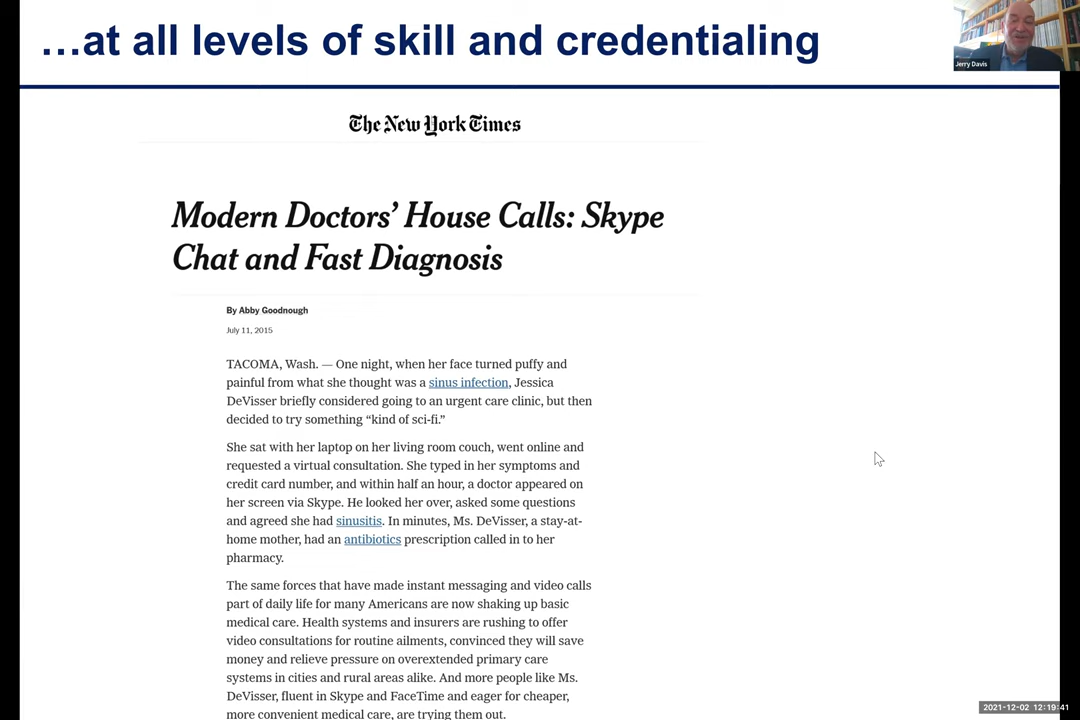 …at all levels of skill and credentialing
Jerry Davis
The New York Times
Modern Doctors’ House Calls: Skype
Chat and Fast Diagnosis
By Abby Goodnough
July 11, 2015
TACOMA, Wash. — One night, when her face turned puffy and
painful from what she thought was a sinus infection, Jessica
DeVisser briefly considered going to an urgent care clinic, but then
decided to try something “kind of sci-fi.”
She sat with her laptop on her living room couch, went online and
requested a virtual consultation. She typed in her symptoms and
credit card number, and within half an hour, a doctor appeared on
her screen via Skype. He looked her over, asked some questions
and agreed she had sinusitis. In minutes, Ms. DeVisser, a stay-at-
home mother, had an antibiotics prescription called in to her
pharmacy.
The same forces that have made instant messaging and video calls
part of daily life for many Americans are now shaking up basic
medical care. Health systems and insurers are rushing to offer
video consultations for routine ailments, convinced they will save
money and relieve pressure on overextended primary care
systems in cities and rural areas alike. And more people like Ms.
DeVisser, fluent in Skype and FaceTime and eager for cheaper,
more convenient medical care, are trying them out.
2021-12-02 12:19:41